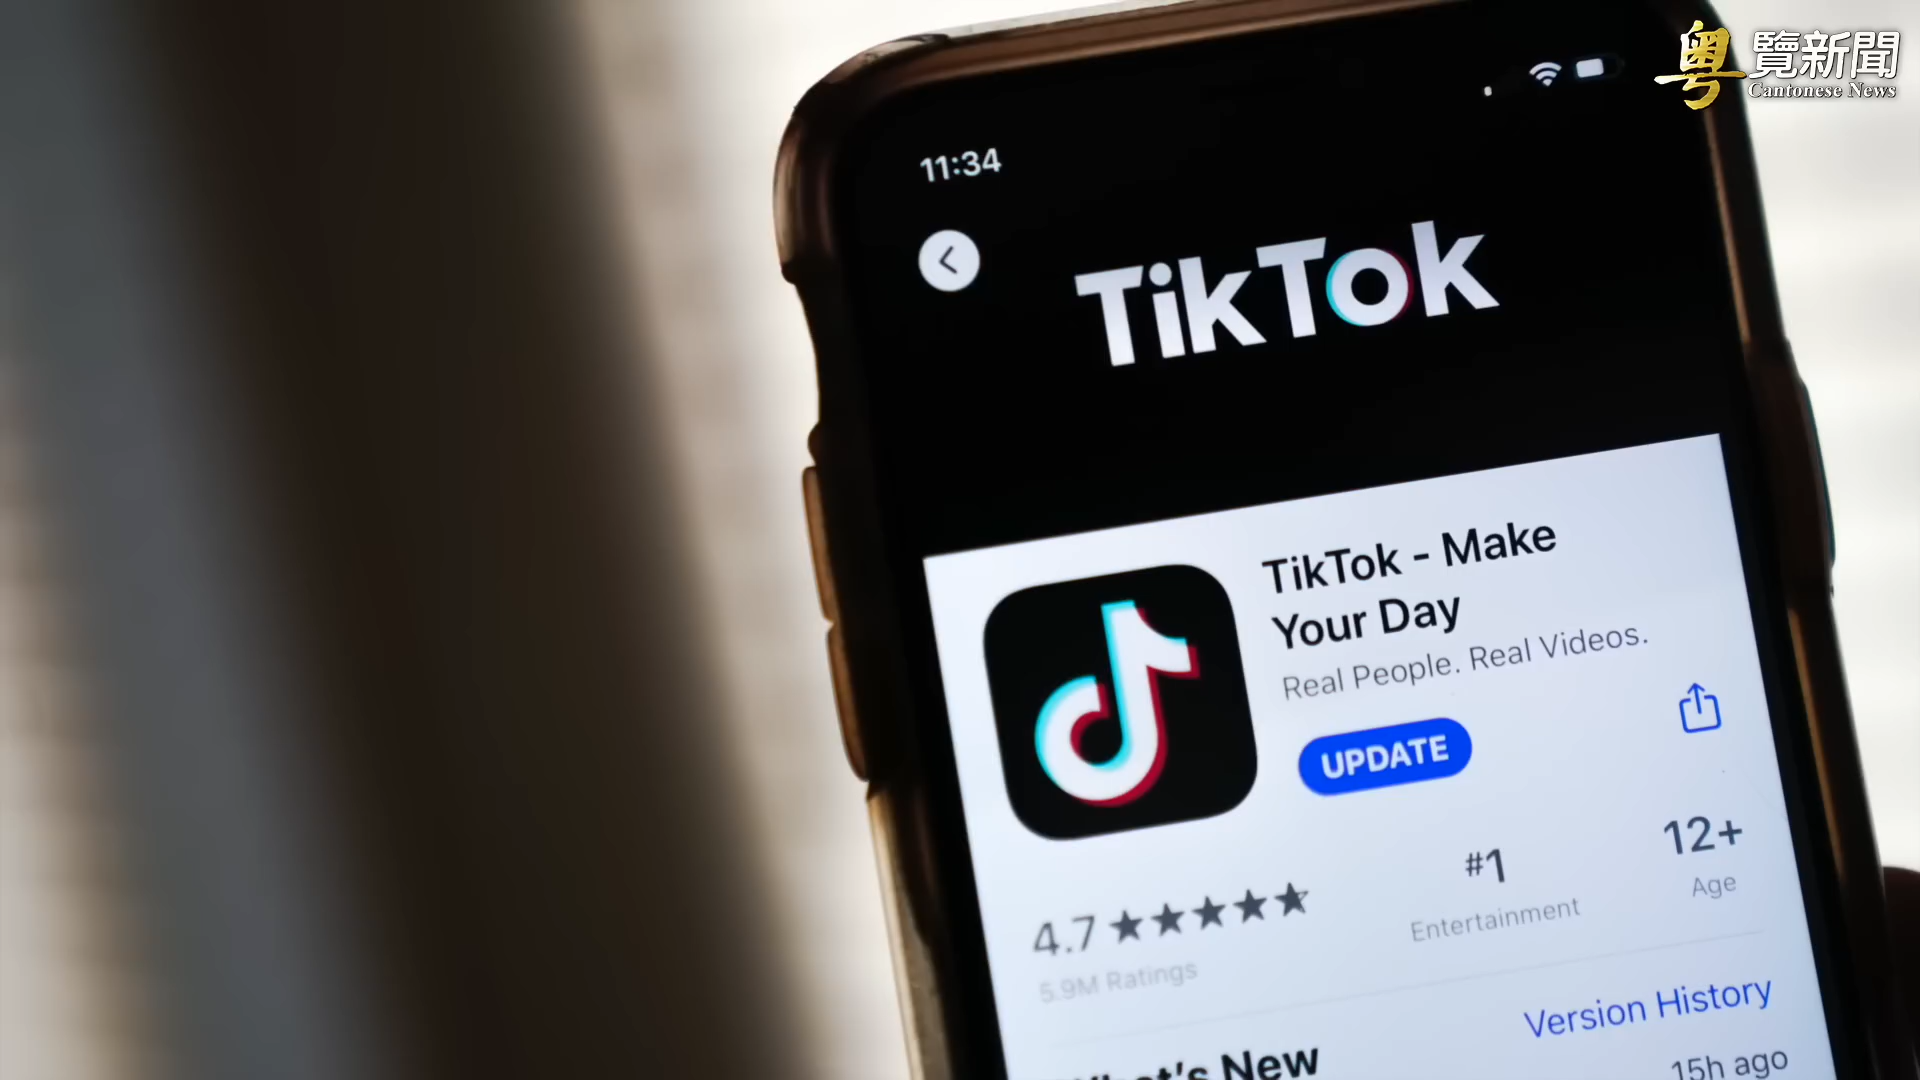 粤覽新聞
Cantonese News
11:34
TikTok
TikTok - Make
Your Day
Real People. Real Videos.
UPDATE
4.7
#1
12+
5.9M Ratings
Entertainment
Age
Version History
What's New
15h ago